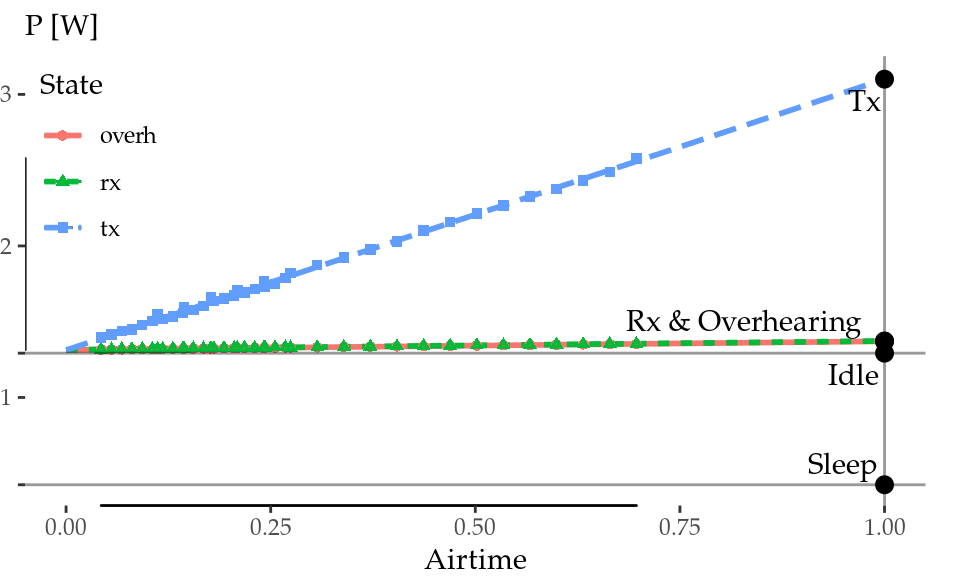 P [W]
State
3
Tx
overh
rx
tx
2
Rx & Overhearing
Idle
1
Sleep
0.00 0.25 0.50 0.75 1.00
Airtime